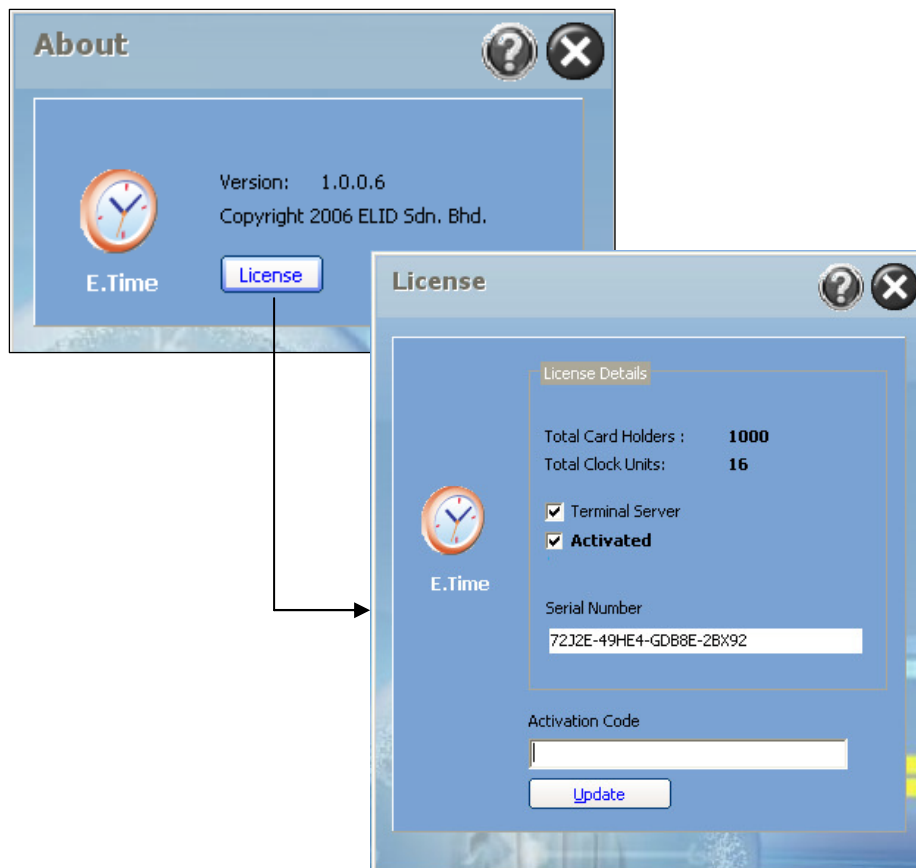 About
Version: 1.0.0.6
Copyright 2006 ELID Sdn. Bhd.
E.Time
License
License
License Details
Total Card Holders : 1000
Total Clock Units: 16
Terminal Server
Activated
E.Time
Serial Number
72J2E-49HE4-GDB8E-2BX92
Activation Code
Update